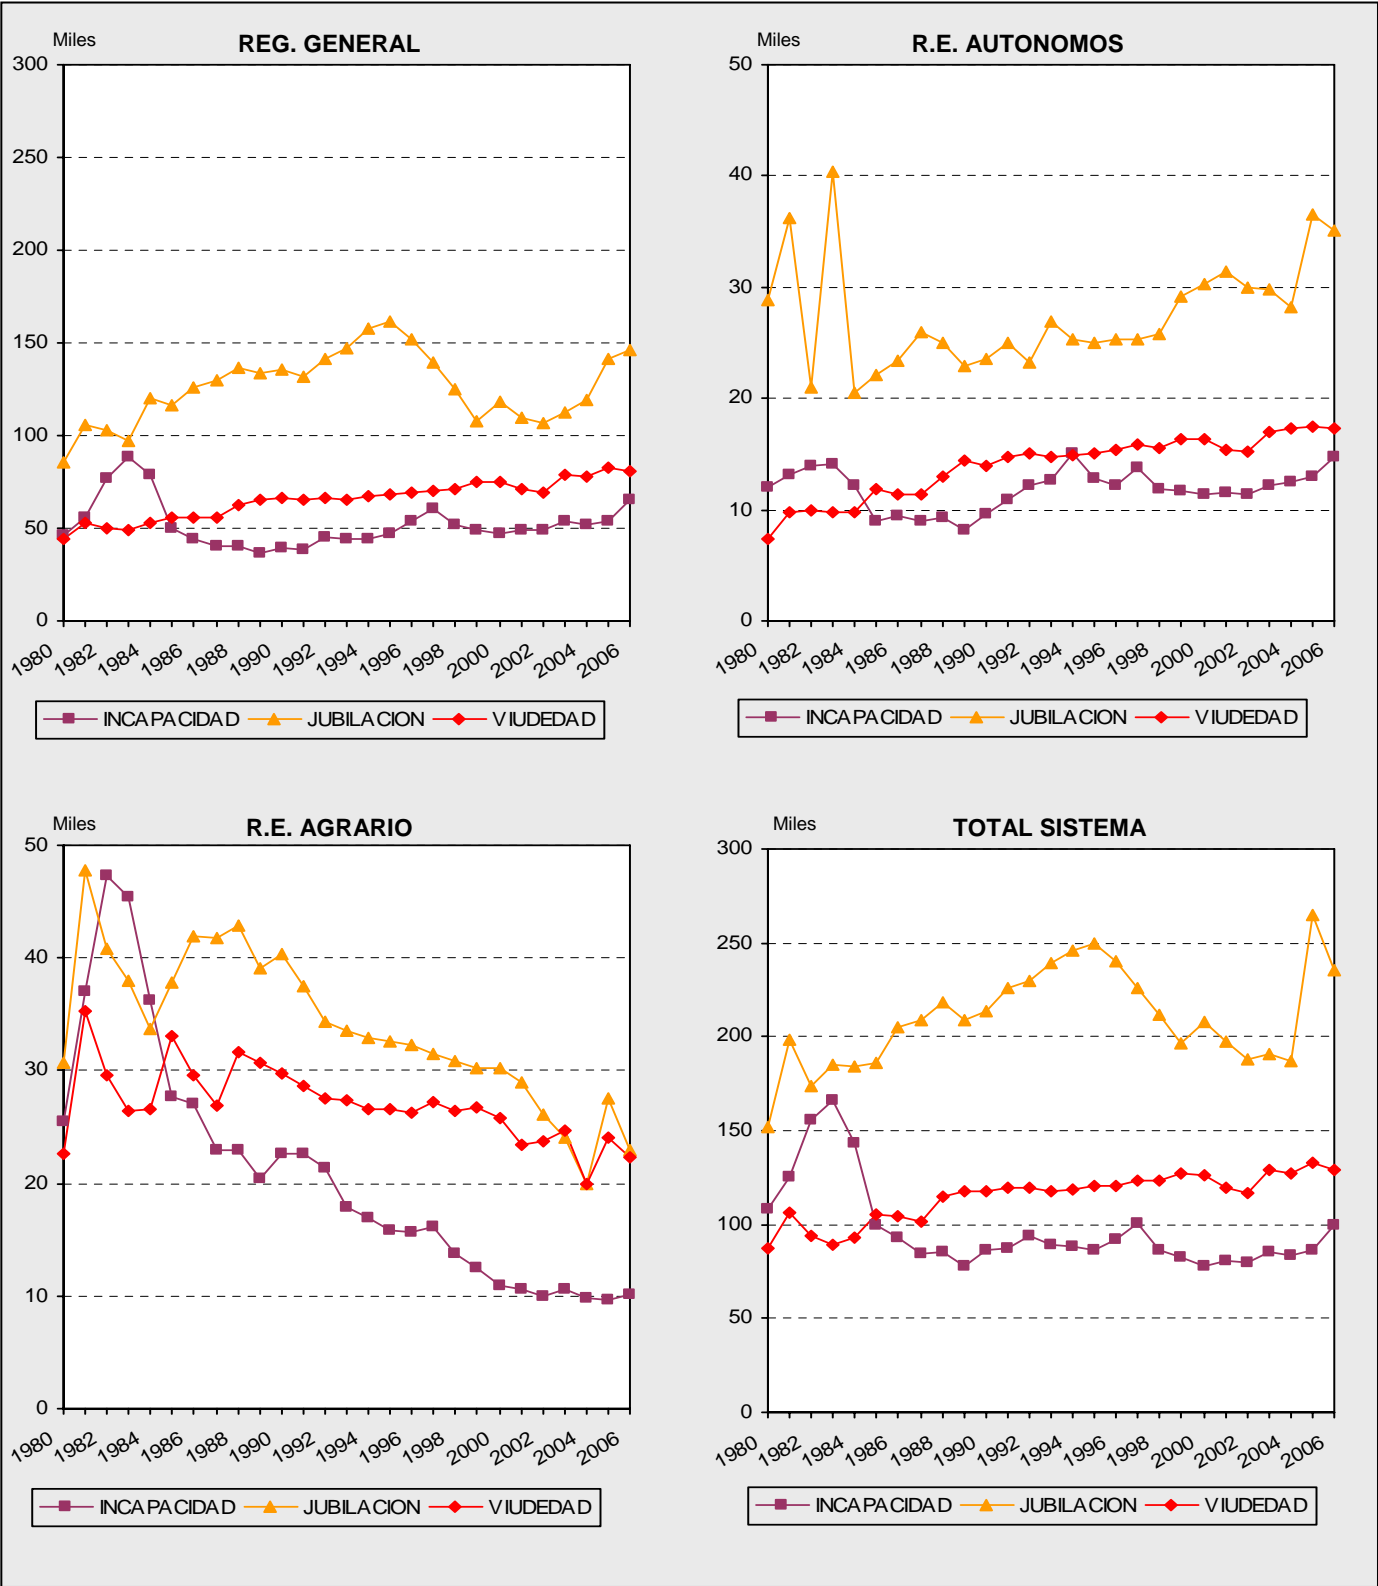 Miles REG. GENERAL
300
250
200
150
100
50
0
1980 1982 1984 1986 1988 1990 1992 1994 1996 1998 2000 2002 2004 2006
INCAPACIDAD JUBILACION VIUDEDAD
Miles R.E. AUTONOMOS
50
40
30
20
10
0
1980 1982 1984 1986 1988 1990 1992 1994 1996 1998 2000 2002 2004 2006
INCAPACIDAD JUBILACION VIUDEDAD
Miles R.E. AGRARIO
50
40
30
20
10
0
1980 1982 1984 1986 1988 1990 1992 1994 1996 1998 2000 2002 2004 2006
INCAPACIDAD JUBILACION VIUDEDAD
Miles TOTAL SISTEMA
300
250
200
150
100
50
0
1980 1982 1984 1986 1988 1990 1992 1994 1996 1998 2000 2002 2004 2006
INCAPACIDAD JUBILACION VIUDEDAD